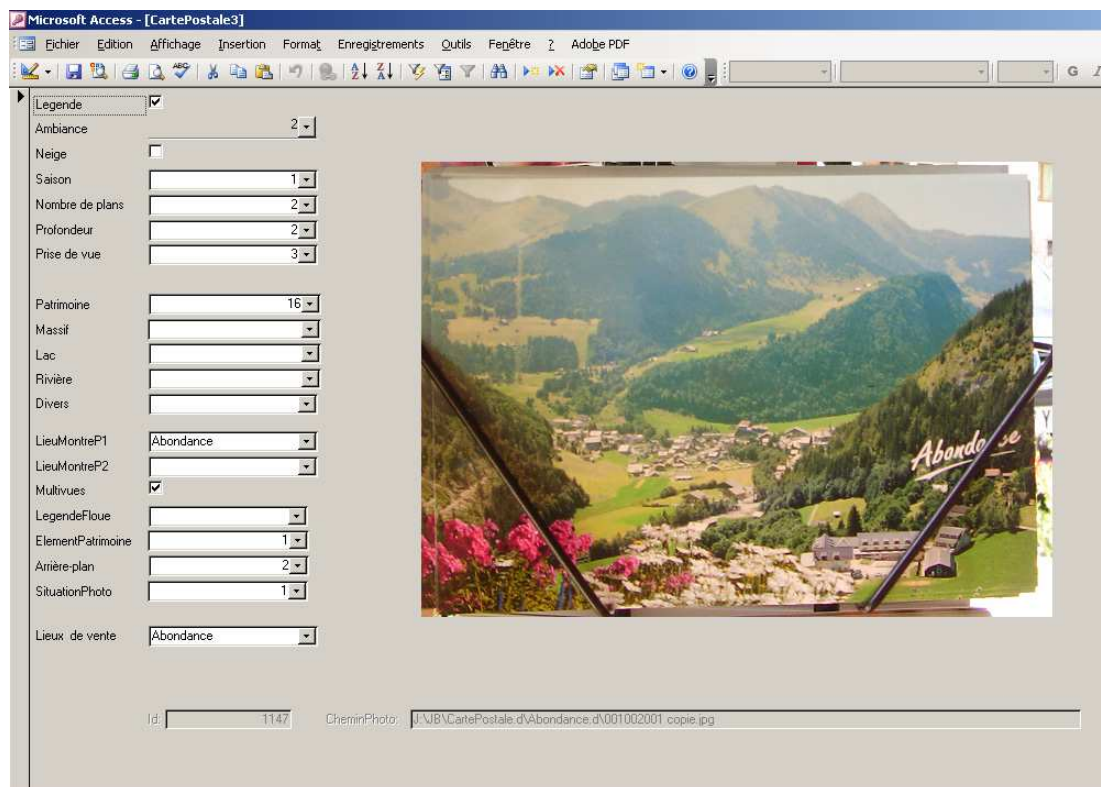 Microsoft Access - [CartePostale3]
Fichier Edition Affichage Insertion Format Enregistrements Outils Fenêtre ? Adobe PDF
G I
Legende
Ambiance 2
Neige
Saison 1
Nombre de plans 2
Profondeur 2
Prise de vue 3
Patrimoine 16
Massif
Lac
Rivière
Divers
LieuMontreP1 Abondance
LieuMontreP2
Multivues
LegendeFloue
ElementPatrimoine 1
Arrière-plan 2
SituationPhoto 1
Lieux de vente Abondance
Abondance
Id: 1147 CheminPhoto: J:\JB\CartePostale.d\Abondance.d\001002001 copie.jpg